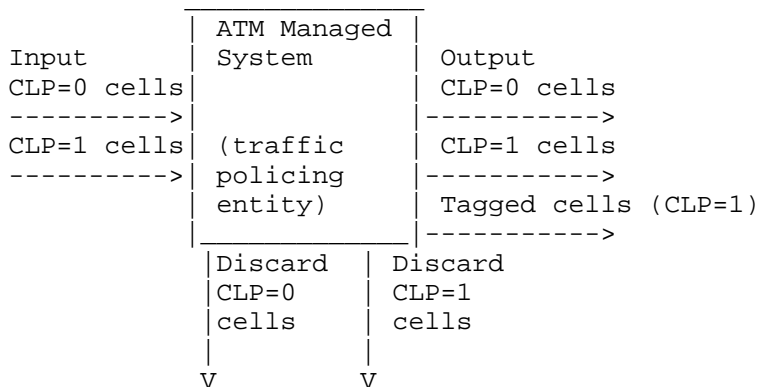 ATM Managed
Input System Output
CLP=0 cells CLP=0 cells
CLP=1 cells (traffic CLP=1 cells
policing
entity) Tagged cells (CLP=1)
Discard Discard
CLP=0 CLP=1
cells cells
V V